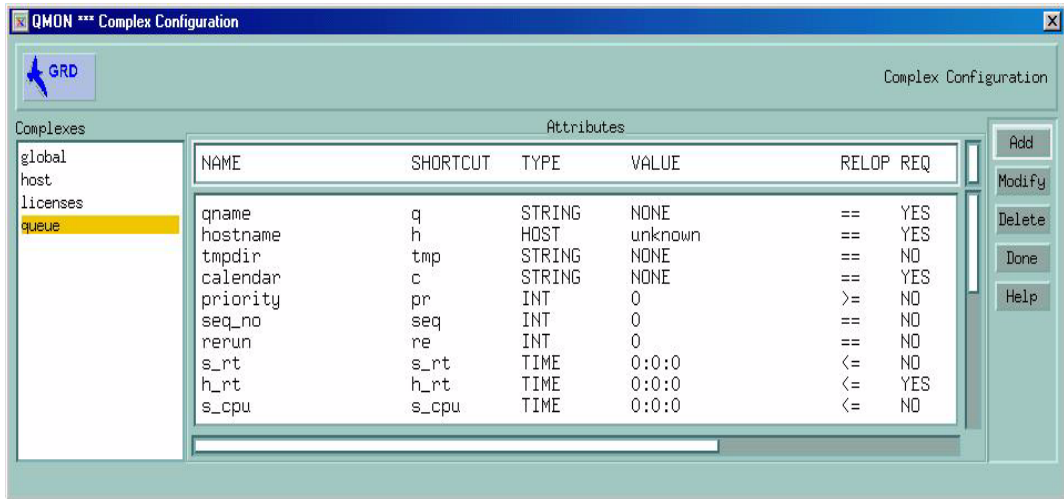 QMON *** Complex Configuration
GRD
Complex Configuration
Complexes
global
host
licenses
queue
Attributes
NAME SHORTCUT TYPE VALUE RELOP REQ
qname q STRING NONE == YES
hostname h HOST unknown == YES
tmpdir tmp STRING NONE == NO
calendar c STRING NONE == YES
priority pr INT 0 >= NO
seq_no seq INT 0 == NO
rerun re INT 0 == NO
s_rt s_rt TIME 0:0:0 <= NO
h_rt h_rt TIME 0:0:0 <= YES
s_cpu s_cpu TIME 0:0:0 <= NO
Add
Modify
Delete
Done
Help